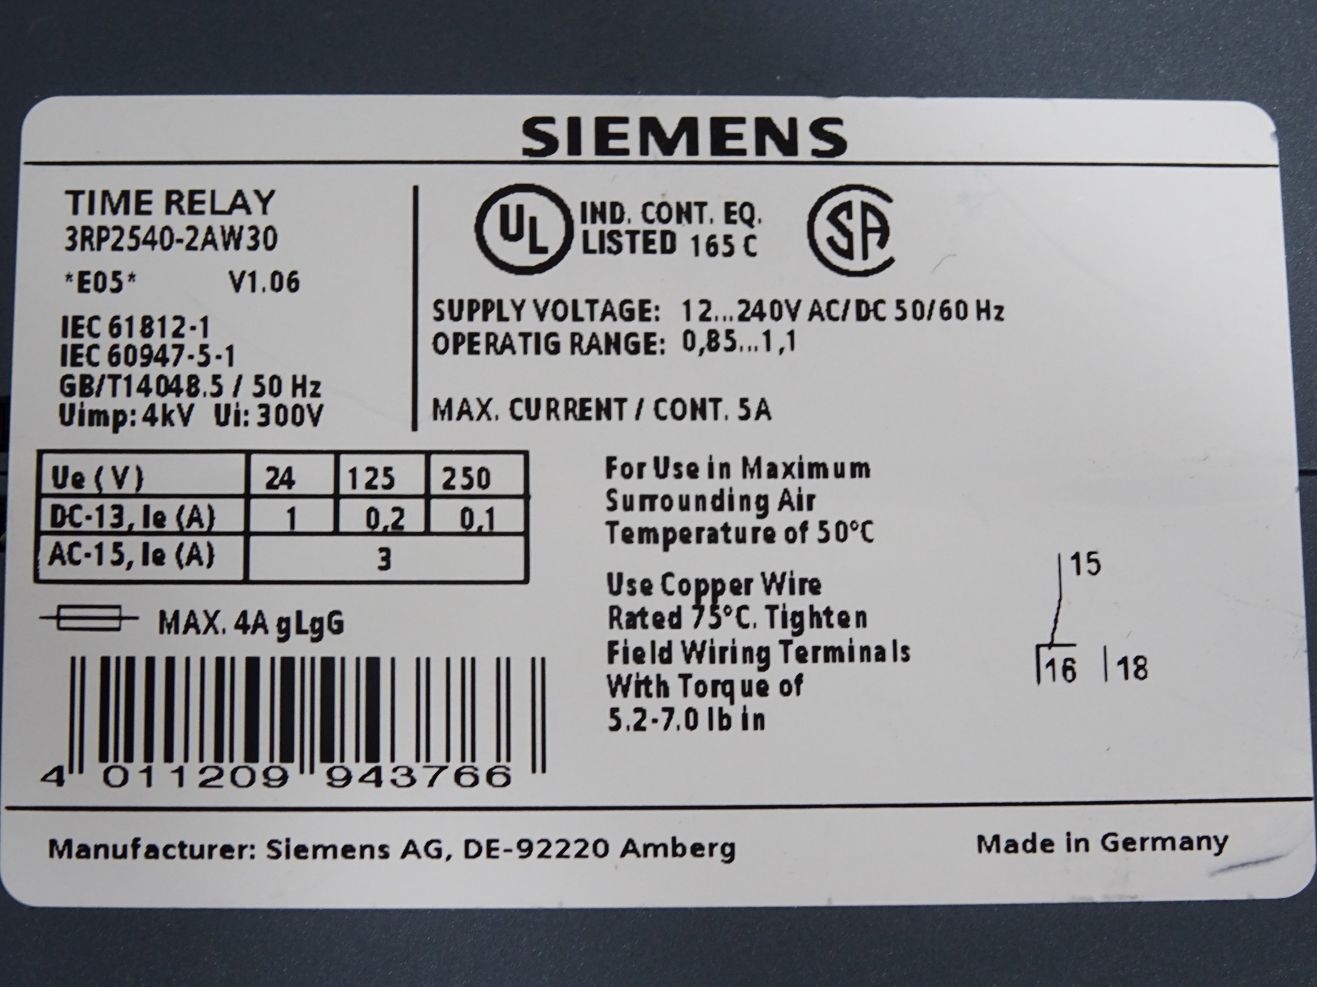 SIEMENS
TIME RELAY
3RP2540-2AW30
*E05* V1.06
IEC 61812-1
IEC 60947-5-1
GB/T14048.5 / 50 Hz
Uimp: 4kV Ui: 300V
UL IND. CONT. EQ.
LISTED 165 C
SA
SUPPLY VOLTAGE: 12...240V AC/DC 50/60 Hz
OPERATIG RANGE: 0,85...1,1
MAX. CURRENT / CONT. 5A
Ue (V) 24 125 250
DC-13, Ie (A) 1 0,2 0,1
AC-15, Ie (A) 3
MAX. 4A gLgG
4 011209 943766
For Use in Maximum
Surrounding Air
Temperature of 50°C
Use Copper Wire
Rated 75°C. Tighten
Field Wiring Terminals
With Torque of
5.2-7.0 lb in
15
16 18
Manufacturer: Siemens AG, DE-92220 Amberg
Made in Germany